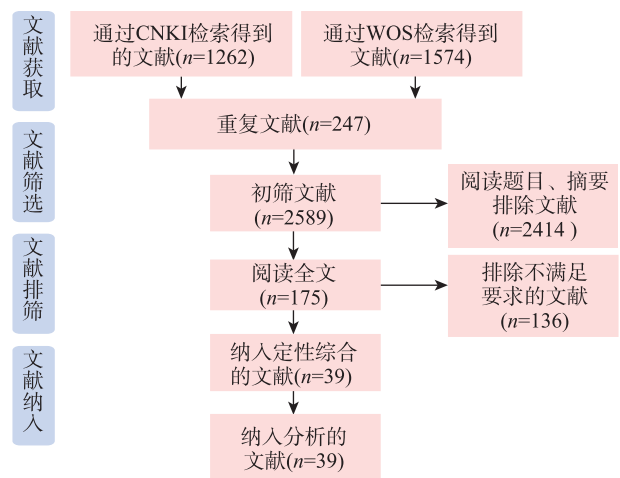 文献获取
通过CNKI检索得到
的文献(n=1262)
通过WOS检索得到
文献(n=1574)
重复文献(n=247)
文献筛选
初筛文献
(n=2589)
阅读题目、摘要
排除文献
(n=2414 )
文献排筛
阅读全文
(n=175)
排除不满足
要求的文献
(n=136)
文献纳入
纳入定性综合
的文献(n=39)
纳入分析的
文献(n=39)